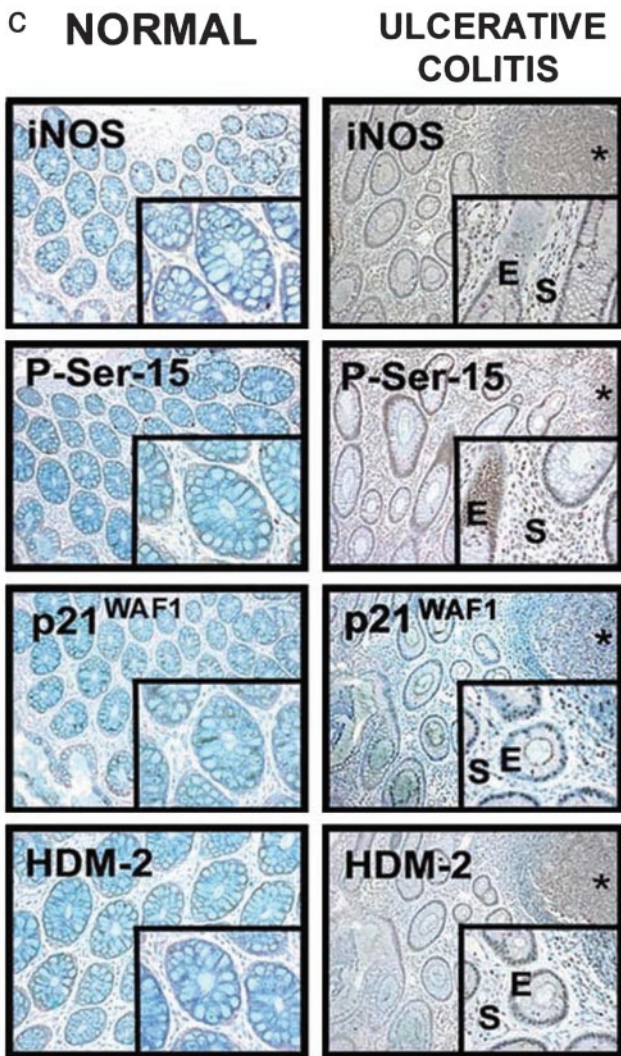 C NORMAL
ULCERATIVE
COLITIS
iNOS
iNOS
*
E
S
P-Ser-15
P-Ser-15
*
E
S
p21WAF1
p21WAF1
*
S
E
HDM-2
HDM-2
*
E
S